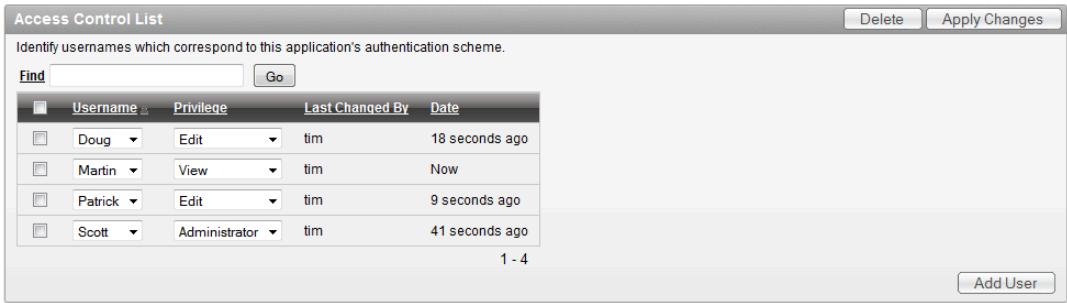 Access Control List Delete Apply Changes
Identify usernames which correspond to this application's authentication scheme.
Find Go
Username Privilege Last Changed By Date
Doug Edit tim 18 seconds ago
Martin View tim Now
Patrick Edit tim 9 seconds ago
Scott Administrator tim 41 seconds ago
1 - 4
Add User